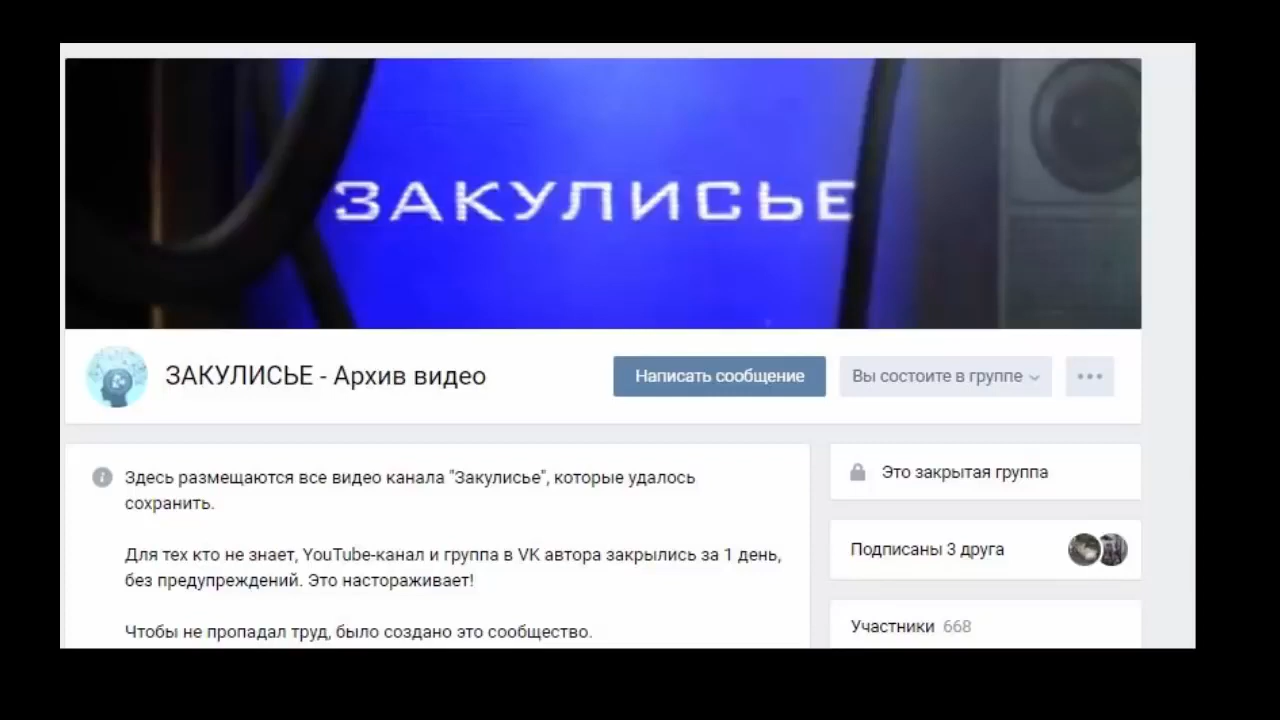 ЗАКУЛИСЬЕ
ЗАКУЛИСЬЕ - Архив видео
Написать сообщение
Вы состоите в группе
Здесь размещаются все видео канала "Закулисье", которые удалось
сохранить.
Для тех кто не знает, YouTube-канал и группа в VK автора закрылись за 1 день,
без предупреждений. Это настораживает!
Чтобы не пропадал труд, было создано это сообщество.
Это закрытая группа
Подписаны 3 друга
Участники 668